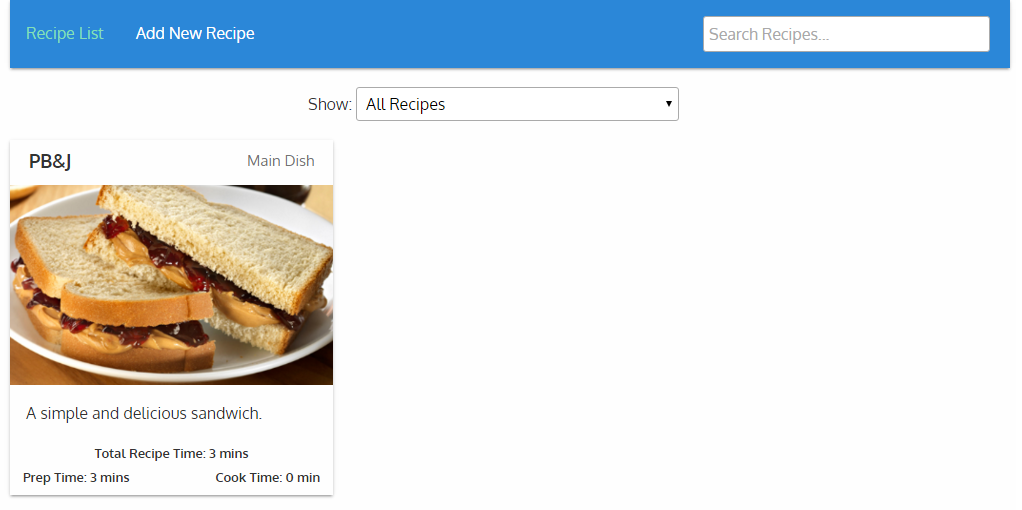 Recipe List Add New Recipe Search Recipes...
Show: All Recipes
PB&J Main Dish
A simple and delicious sandwich.
Total Recipe Time: 3 mins
Prep Time: 3 mins Cook Time: 0 min